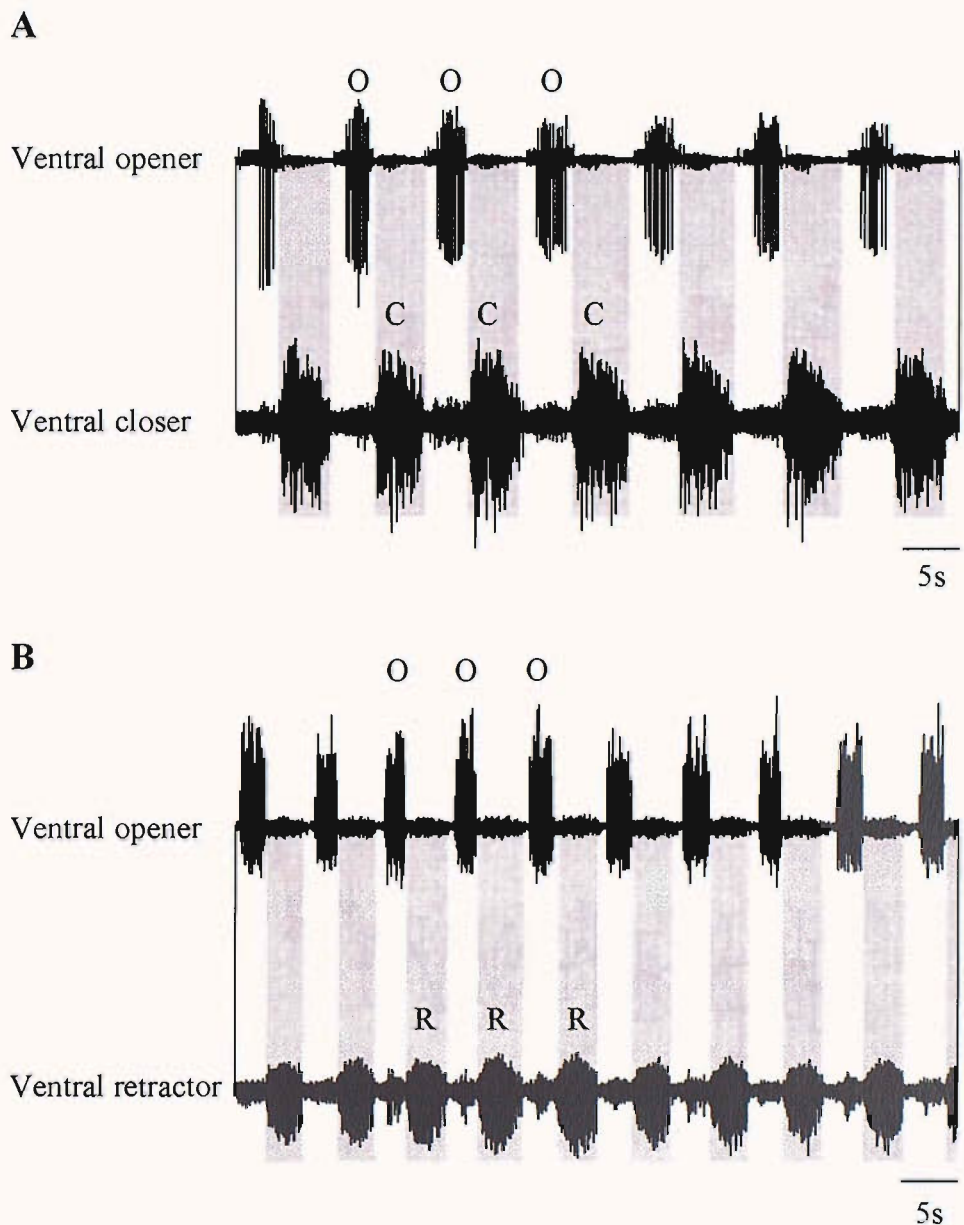 A
O O O
Ventral opener
C C C
Ventral closer
5s
B
O O O
Ventral opener
R R R
Ventral retractor
5s